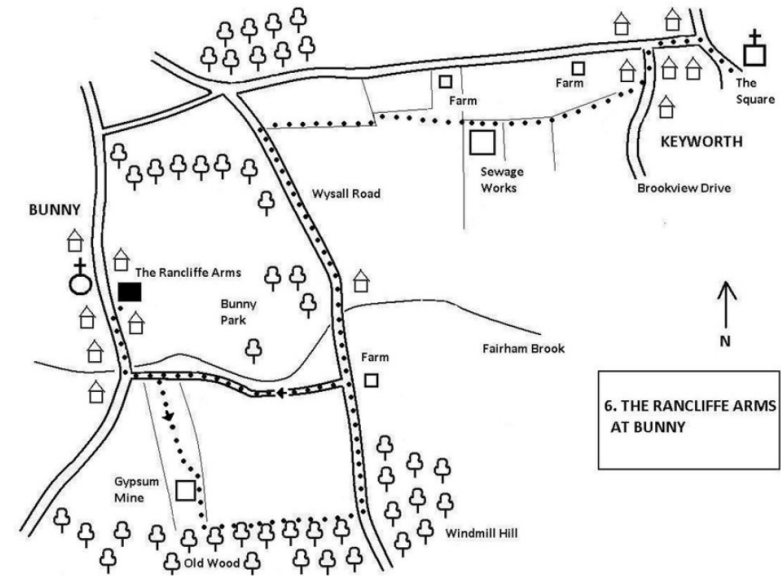 Farm
Farm
The
Square
KEYWORTH
Sewage
Works
Brookview Drive
Wysall Road
BUNNY
The Rancliffe Arms
Bunny
Park
Fairham Brook
N
Farm
6. THE RANCLIFFE ARMS
AT BUNNY
Gypsum
Mine
Windmill Hill
Old Wood